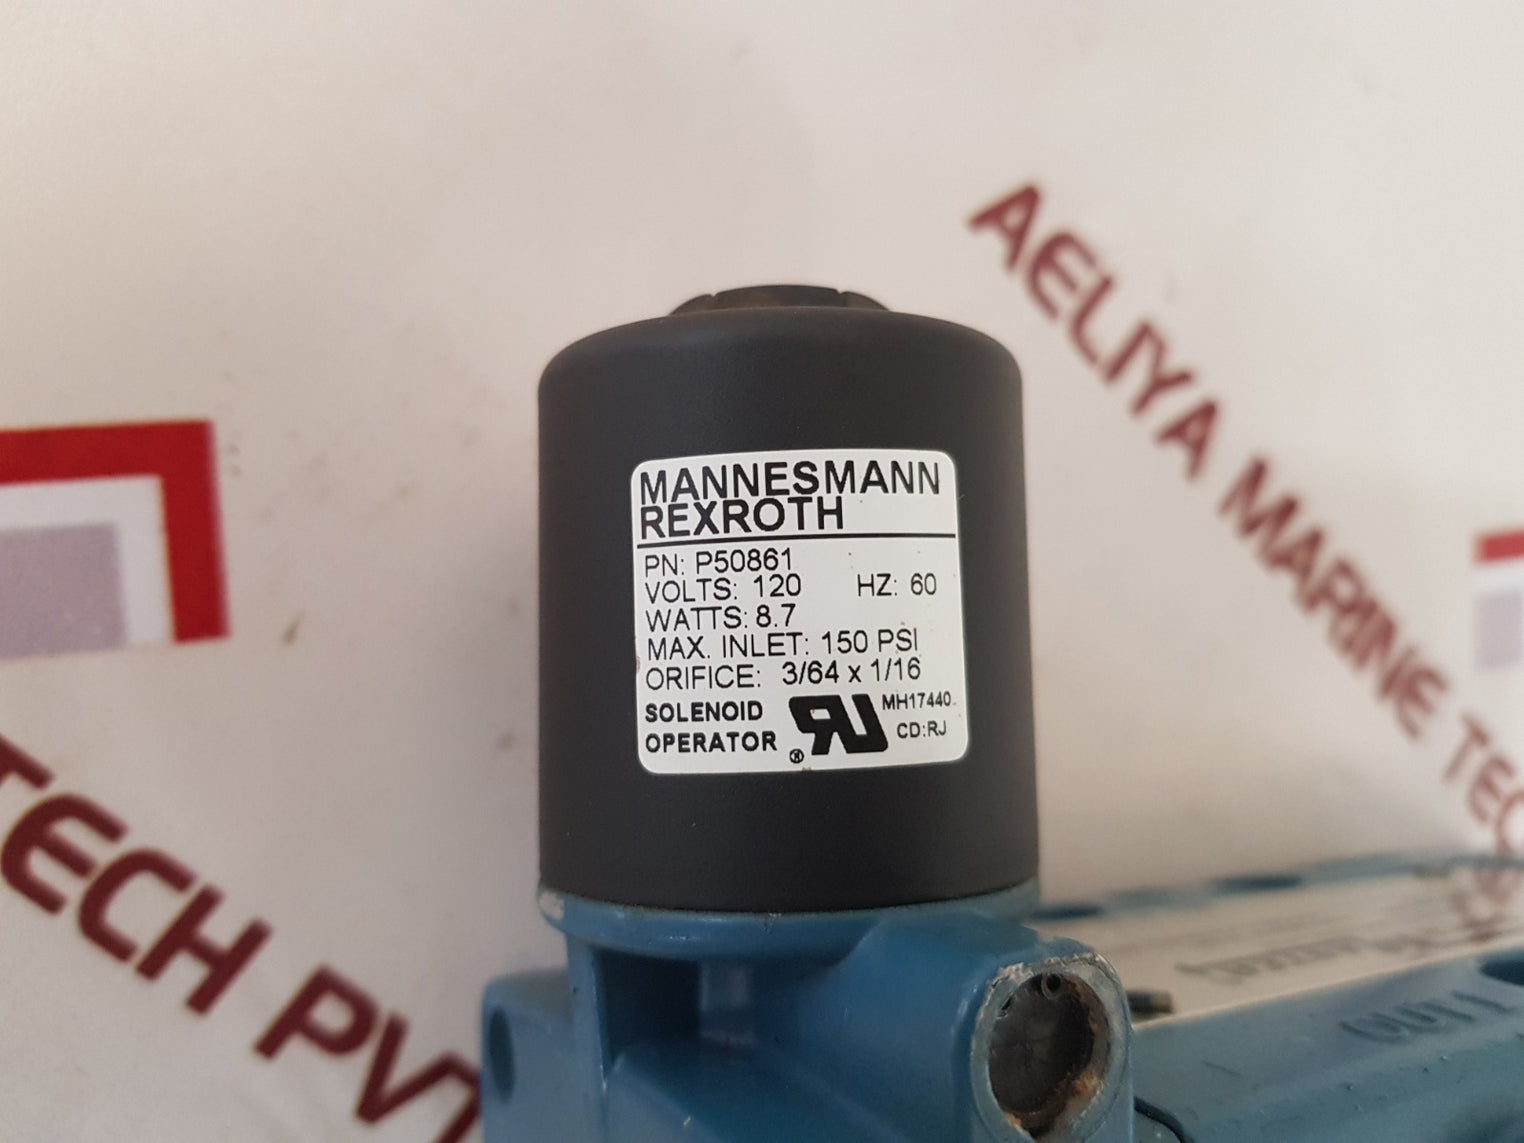 MANNESMANN
REXROTH
PN: P50861
VOLTS: 120 HZ: 60
WATTS: 8.7
MAX. INLET: 150 PSI
ORIFICE: 3/64 x 1/16
SOLENOID
OPERATOR
RU
®
MH17440
CD:RJ
AELIYA MARINE TEC
TECH PVT